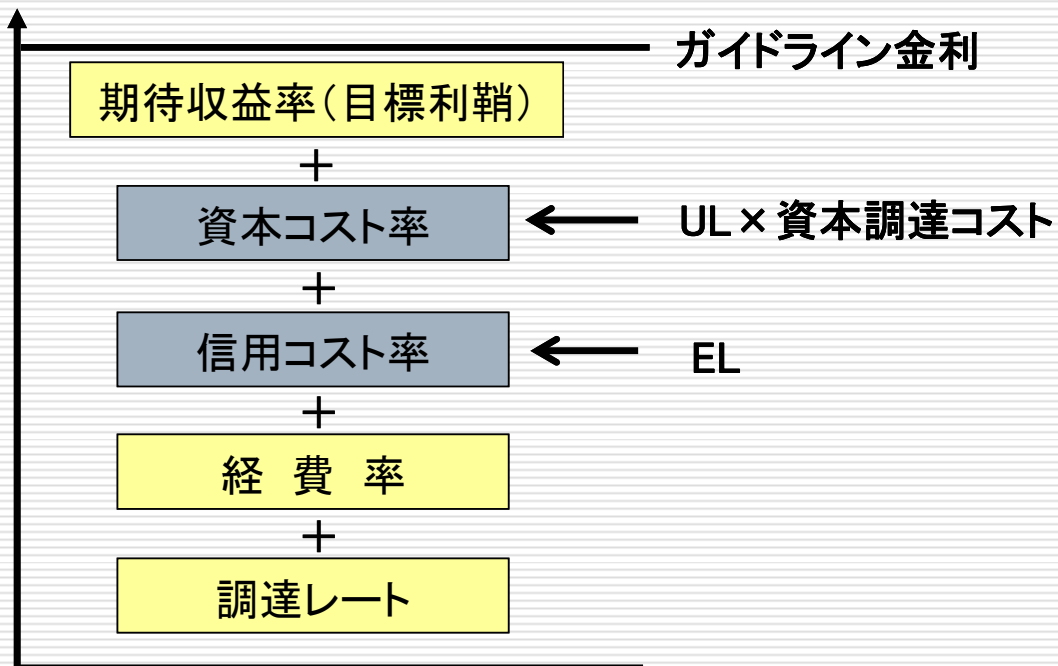 ガイドライン金利
期待収益率（目標利鞘）
＋
資本コスト率
UL×資本調達コスト
＋
信用コスト率
EL
＋
経 費 率
＋
調達レート